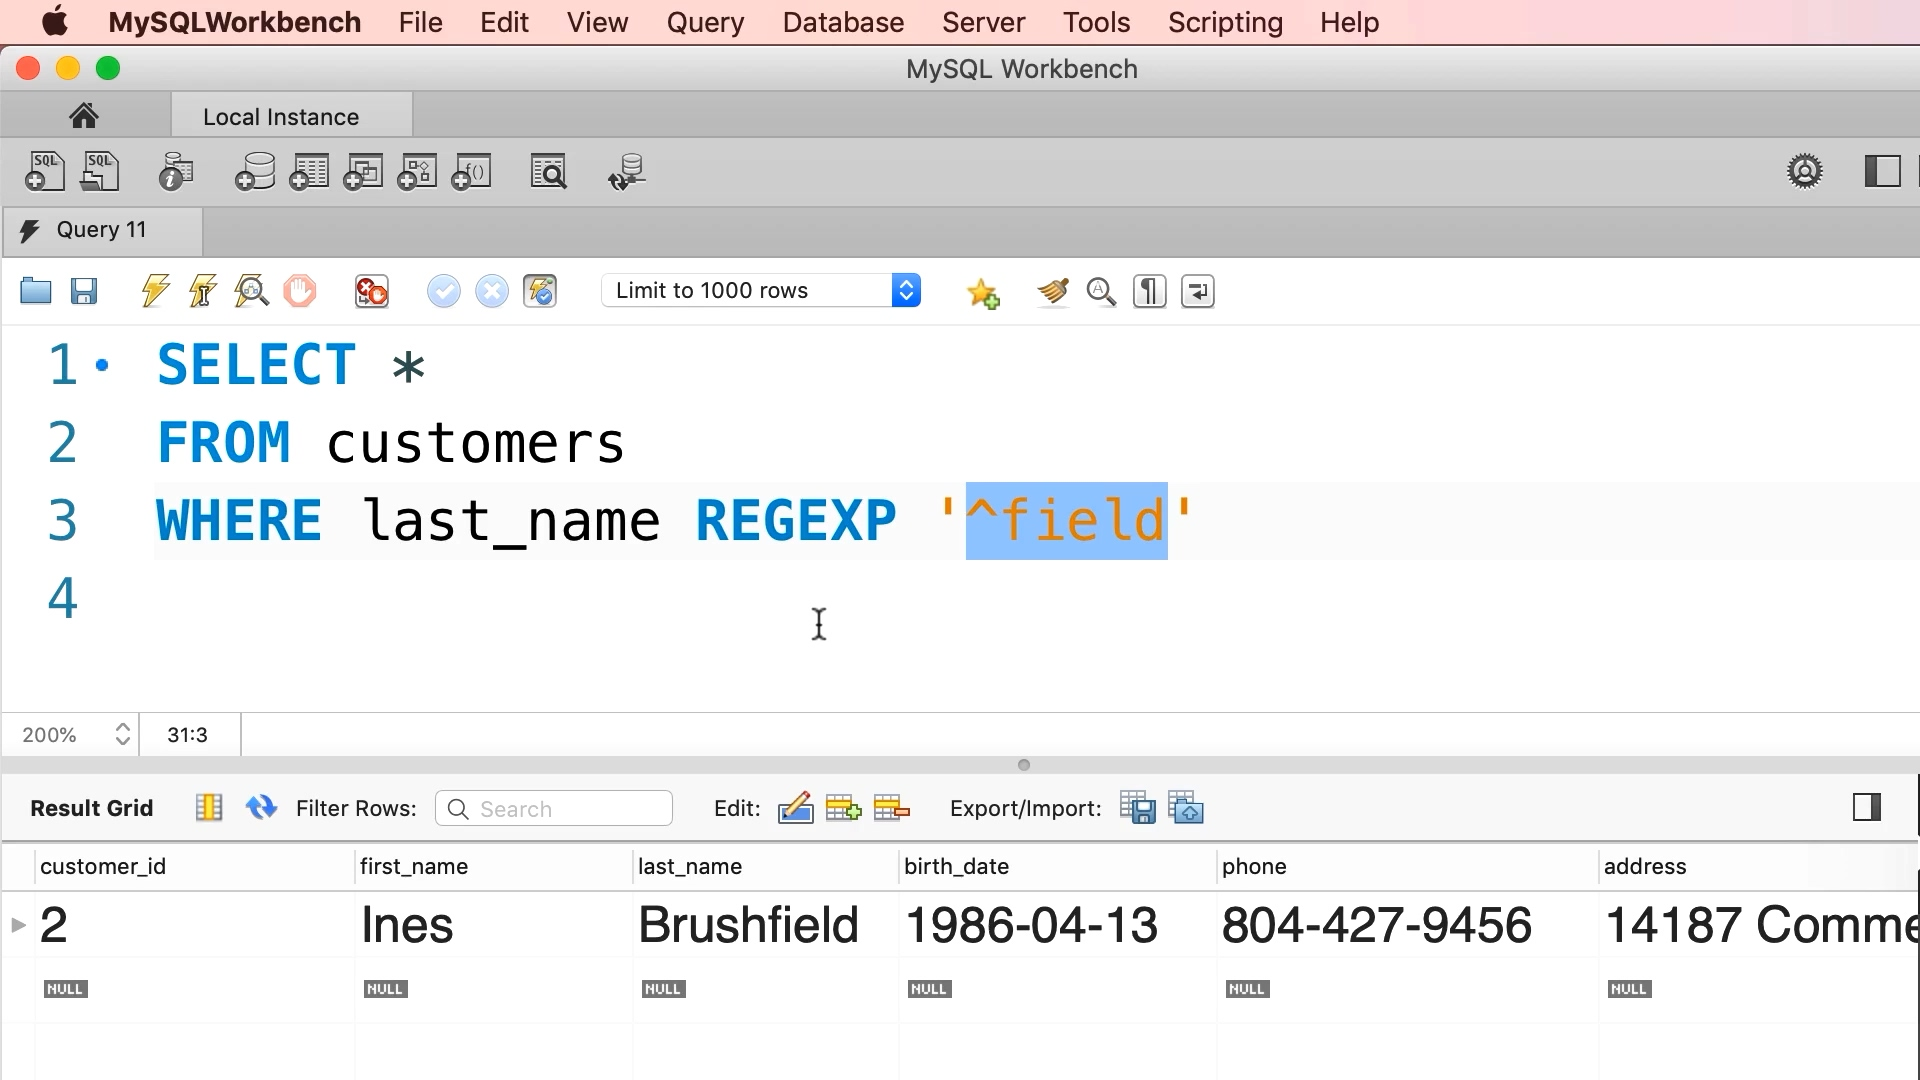 MySQLWorkbench File Edit View Query Database Server Tools Scripting Help
MySQL Workbench
Local Instance
SQL SQL i f()
Query 11
Limit to 1000 rows
1 SELECT *
2 FROM customers
3 WHERE last_name REGEXP '^field'
4
200% 31:3
Result Grid Filter Rows: Search Edit: Export/Import:
customer_id first_name last_name birth_date phone address
2 Ines Brushfield 1986-04-13 804-427-9456 14187 Comme
NULL NULL NULL NULL NULL NULL